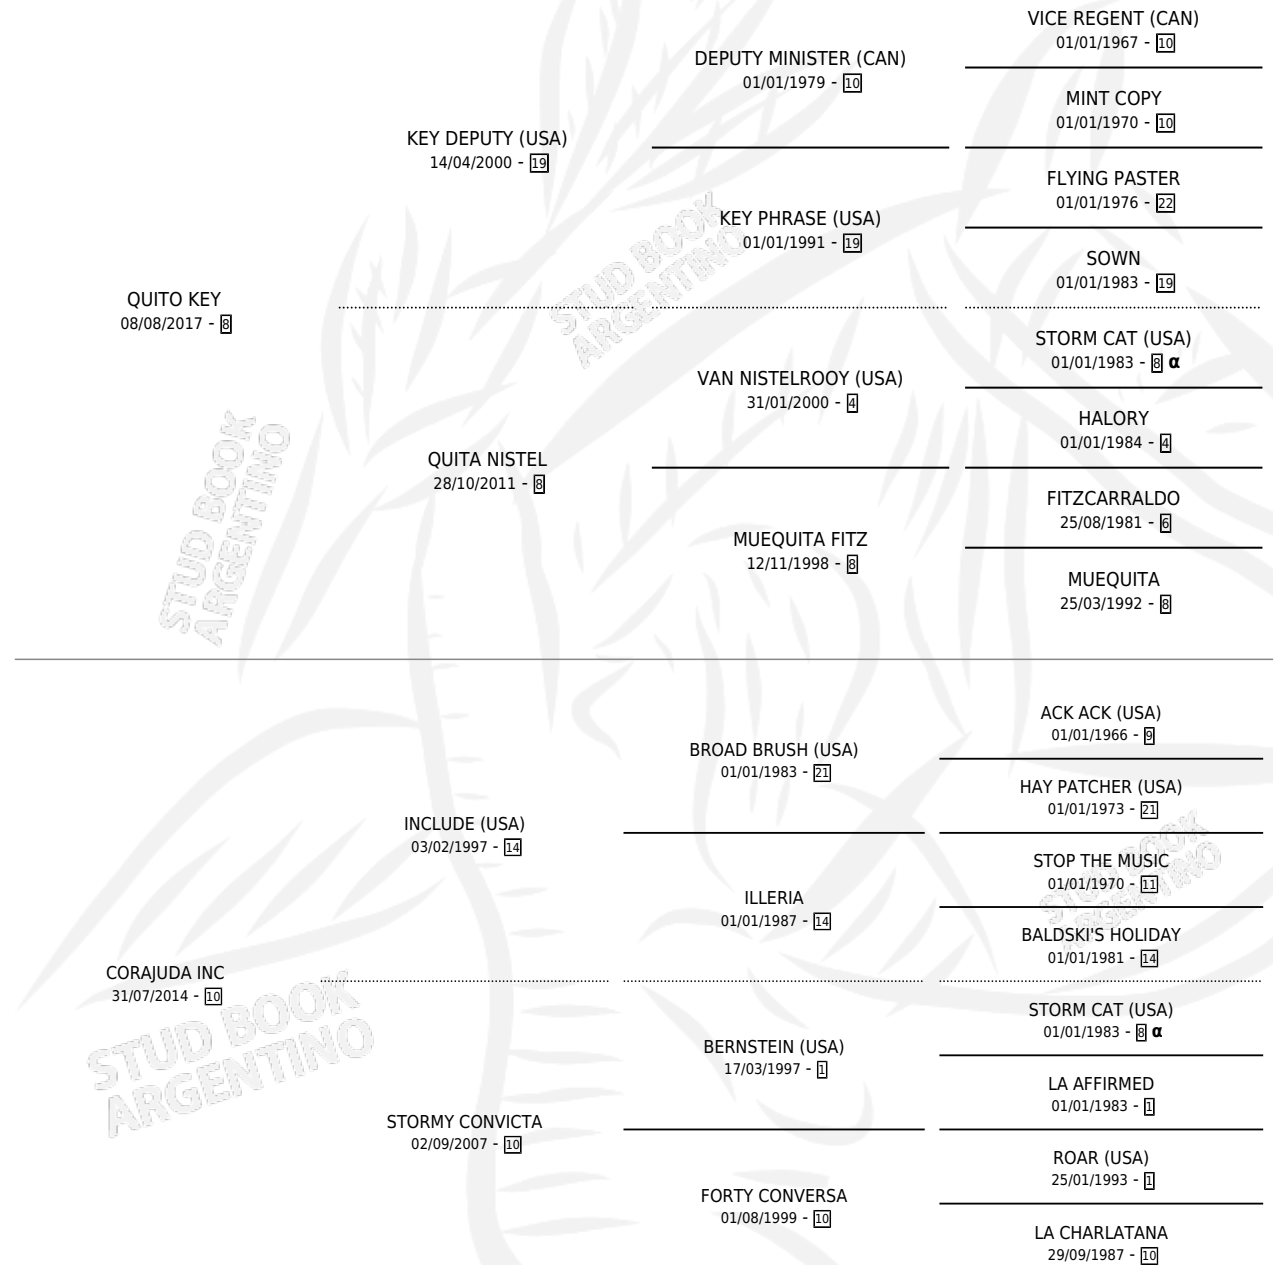 VICE REGENT (CAN)
01/01/1967 - 10
DEPUTY MINISTER (CAN)
01/01/1979 - 10
MINT COPY
01/01/1970 - 10
KEY DEPUTY (USA)
14/04/2000 - 19
FLYING PASTER
01/01/1976 - 22
KEY PHRASE (USA)
01/01/1991 - 19
SOWN
01/01/1983 - 19
QUITO KEY
08/08/2017 - 8
STORM CAT (USA)
01/01/1983 - 8 α
VAN NISTELROOY (USA)
31/01/2000 - 4
HALORY
01/01/1984 - 4
QUITA NISTEL
28/10/2011 - 8
FITZCARRALDO
25/08/1981 - 6
MUEQUITA FITZ
12/11/1998 - 8
MUEQUITA
25/03/1992 - 8
ACK ACK (USA)
01/01/1966 - 9
BROAD BRUSH (USA)
01/01/1983 - 21
HAY PATCHER (USA)
01/01/1973 - 21
INCLUDE (USA)
03/02/1997 - 14
STOP THE MUSIC
01/01/1970 - 11
ILLERIA
01/01/1987 - 14
BALDSKI'S HOLIDAY
01/01/1981 - 14
CORAJUDA INC
31/07/2014 - 10
STORM CAT (USA)
01/01/1983 - 8 α
BERNSTEIN (USA)
17/03/1997 - 1
LA AFFIRMED
01/01/1983 - 1
STORMY CONVICTA
02/09/2007 - 10
ROAR (USA)
25/01/1993 - 1
FORTY CONVERSA
01/08/1999 - 10
LA CHARLATANA
29/09/1987 - 10
STUD BOOK
ARGENTINO
STUD BOOK
ARGENTINO
STUD BOOK
ARGENTINO
STUD BOOK
ARGENTINO